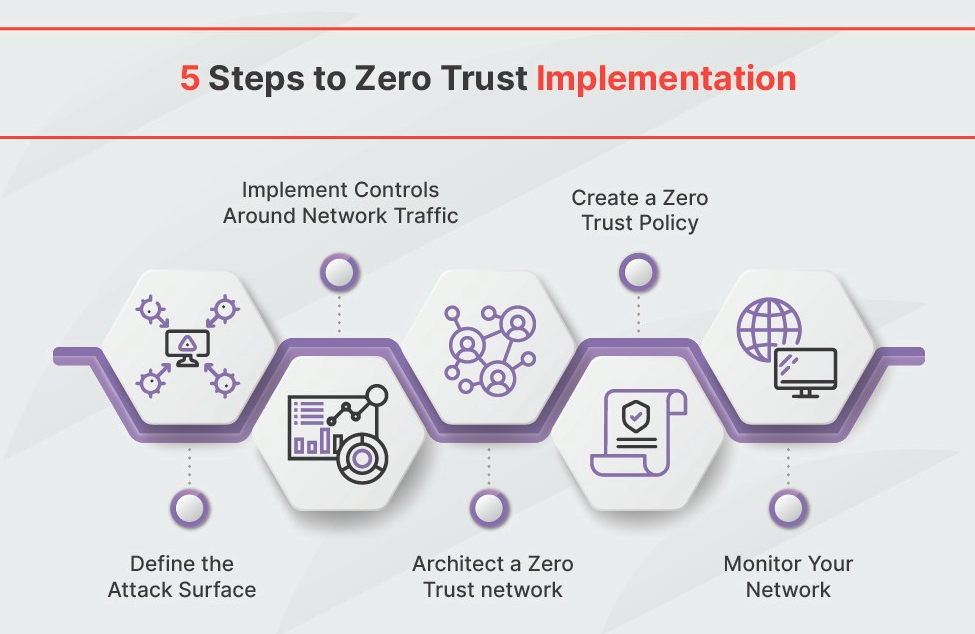 5 Steps to Zero Trust Implementation
Define the
Attack Surface
Implement Controls
Around Network Traffic
Architect a Zero
Trust network
Create a Zero
Trust Policy
Monitor Your
Network